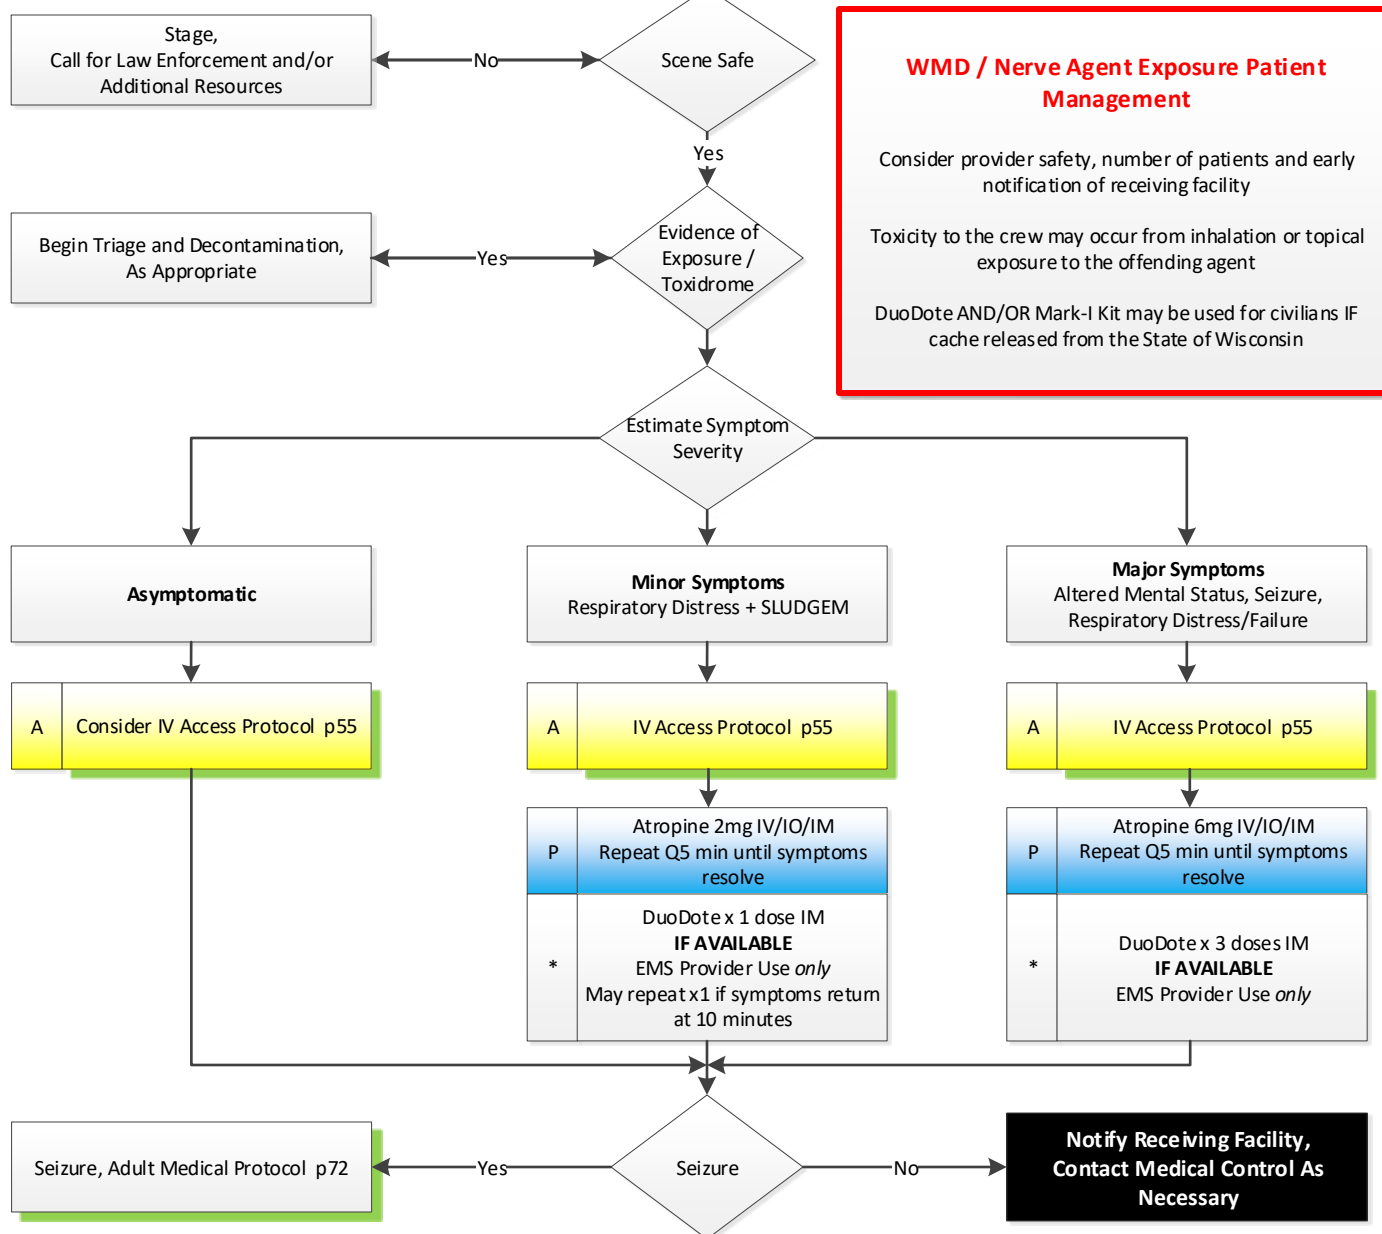 Stage,
Call for Law Enforcement and/or
Additional Resources
No
Scene Safe
WMD / Nerve Agent Exposure Patient
Management
Consider provider safety, number of patients and early
notification of receiving facility
Toxicity to the crew may occur from inhalation or topical
exposure to the offending agent
DuoDote AND/OR Mark-I Kit may be used for civilians IF
cache released from the State of Wisconsin
Yes
Begin Triage and Decontamination,
As Appropriate
Yes
Evidence of
Exposure /
Toxidrome
Estimate Symptom
Severity
Asymptomatic
Minor Symptoms
Respiratory Distress + SLUDGEM
Major Symptoms
Altered Mental Status, Seizure,
Respiratory Distress/Failure
A
Consider IV Access Protocol p55
A
IV Access Protocol p55
A
IV Access Protocol p55
P
Atropine 2mg IV/IO/IM
Repeat Q5 min until symptoms
resolve
P
Atropine 6mg IV/IO/IM
Repeat Q5 min until symptoms
resolve
*
DuoDote x 1 dose IM
IF AVAILABLE
EMS Provider Use only
May repeat x1 if symptoms return
at 10 minutes
*
DuoDote x 3 doses IM
IF AVAILABLE
EMS Provider Use only
Seizure, Adult Medical Protocol p72
Yes
Seizure
No
Notify Receiving Facility,
Contact Medical Control As
Necessary